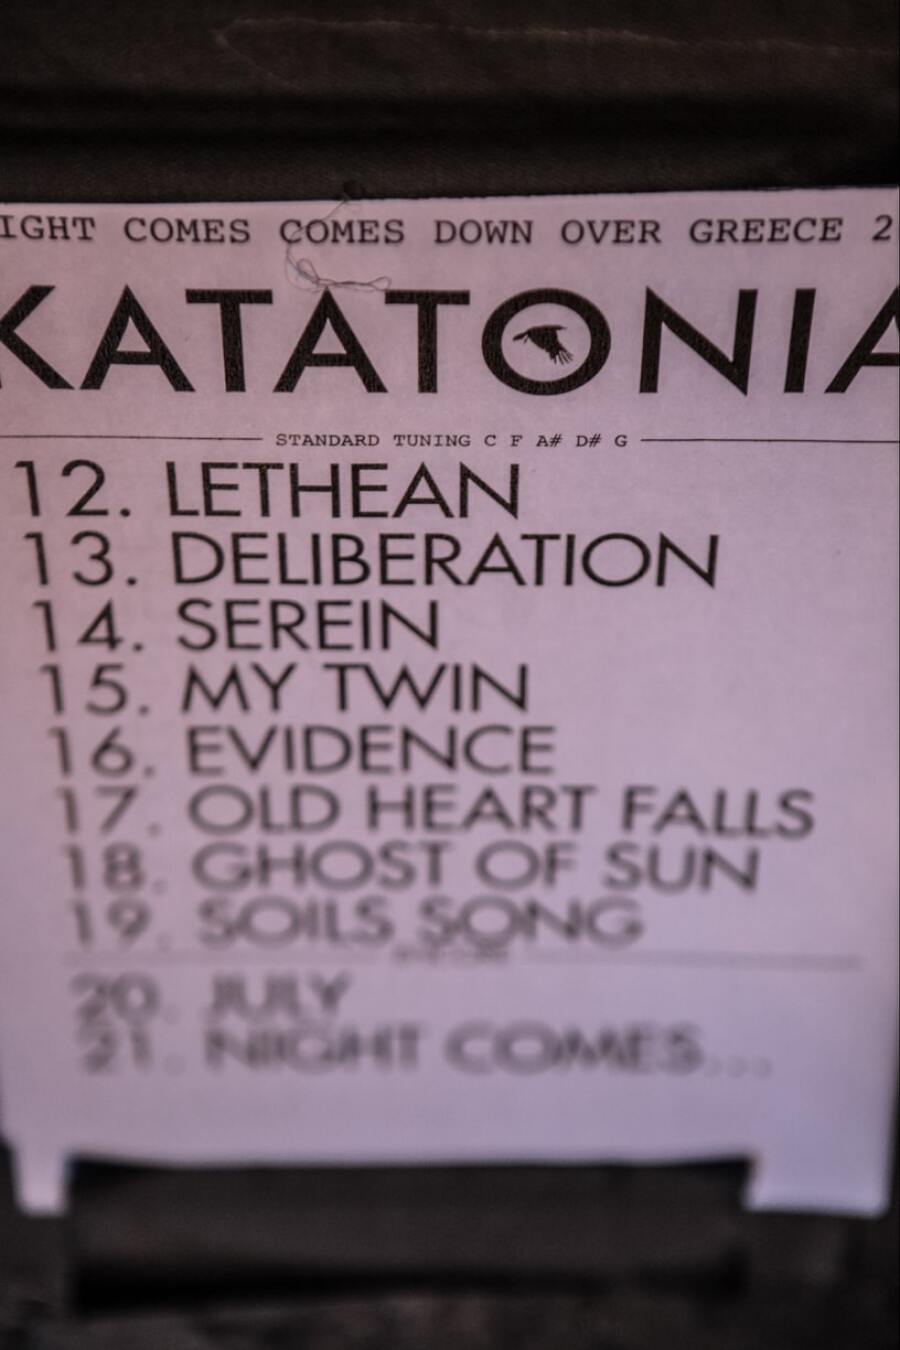 IGHT COMES COMES DOWN OVER GREECE 2
KATATONIA
STANDARD TUNING C F A# D# G
12. LETHEAN
13. DELIBERATION
14. SEREIN
15. MY TWIN
16. EVIDENCE
17. OLD HEART FALLS
18. GHOST OF SUN
19. SOILS SONG
20. JULY
21. NIGHT COMES...